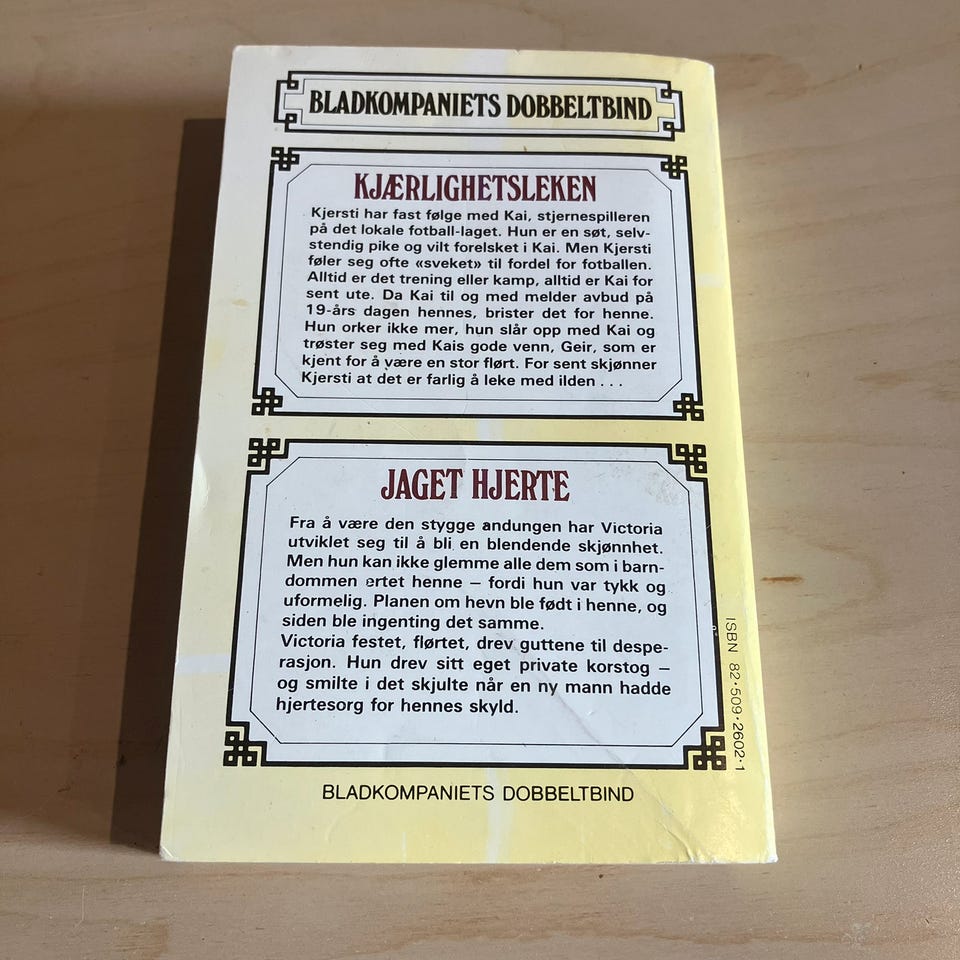 BLADKOMPANIETS DOBBELTBIND
KJÆRLIGHETSLEKEN
Kjersti har fast følge med Kai, stjernespilleren
på det lokale fotball-laget. Hun er en søt, selv-
stendig pike og vilt forelsket i Kai. Men Kjersti
føler seg ofte «sveket» til fordel for fotballen.
Alltid er det trening eller kamp, alltid er Kai for
sent ute. Da Kai til og med melder avbud på
19-års dagen hennes, brister det for henne.
Hun orker ikke mer, hun slår opp med Kai og
trøster seg med Kais gode venn, Geir, som er
kjent for å være en stor flørt. For sent skjønner
Kjersti at det er farlig å leke med ilden . . .
JAGET HJERTE
Fra å være den stygge andungen har Victoria
utviklet seg til å bli en blendende skjønnhet.
Men hun kan ikke glemme alle dem som i barn-
dommen ertet henne – fordi hun var tykk og
uformelig. Planen om hevn ble født i henne, og
siden ble ingenting det samme.
Victoria festet, flørtet, drev guttene til despe-
rasjon. Hun drev sitt eget private korstog –
og smilte i det skjulte når en ny mann hadde
hjertesorg for hennes skyld.
ISBN 82·509·2602·1
BLADKOMPANIETS DOBBELTBIND